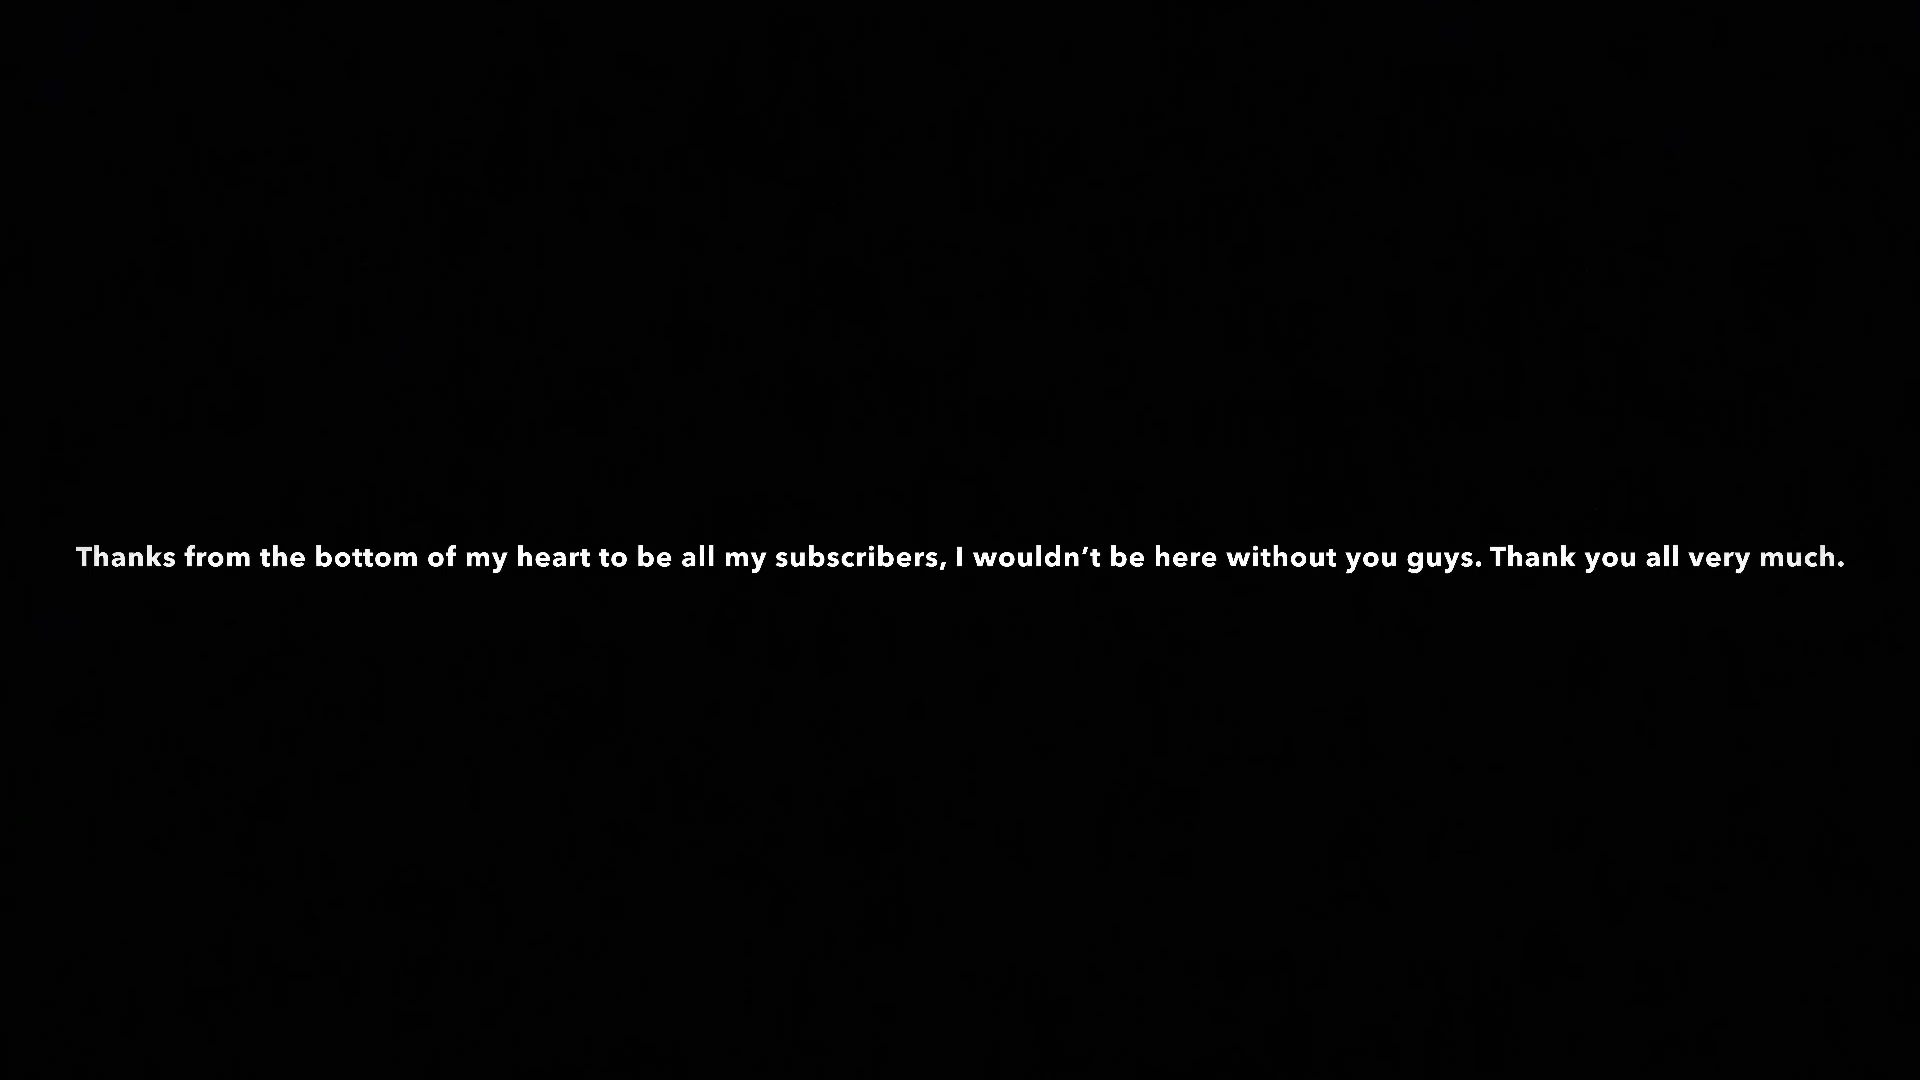 Thanks from the bottom of my heart to be all my subscribers, I wouldn’t be here without you guys. Thank you all very much.